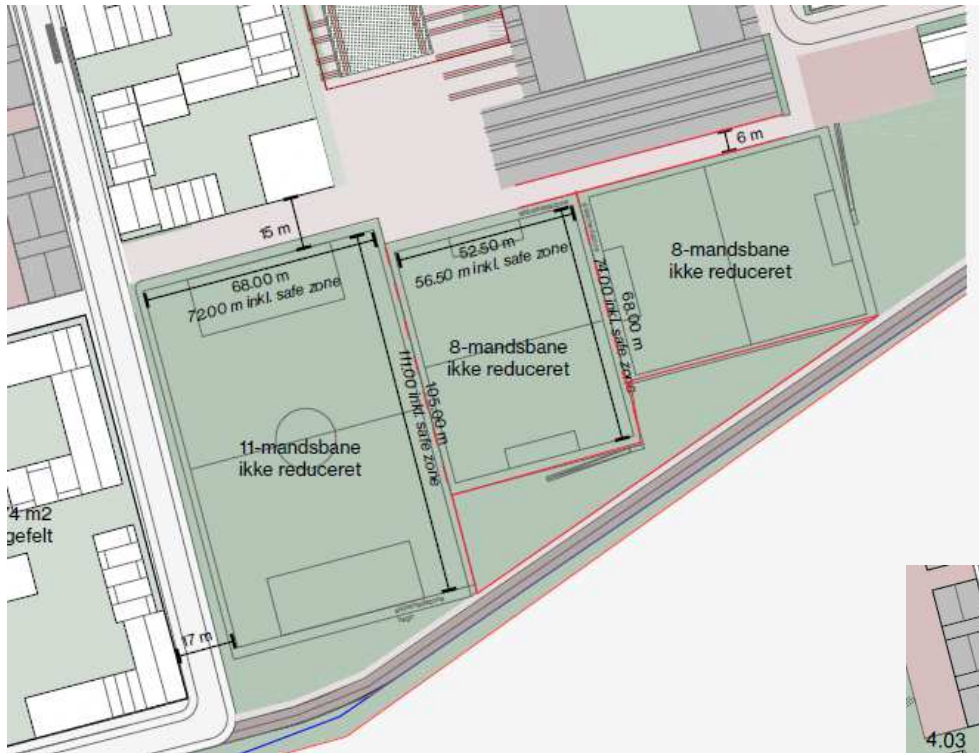 6 m
15 m
68.00 m
72.00 m inkl. safe zone
52.50 m
56.50 m inkl. safe zone
68.00 m
74.00 inkl. safe zone
8-mandsbane
ikke reduceret
8-mandsbane
ikke reduceret
105.00 m
111.00 inkl. safe zone
11-mandsbane
ikke reduceret
74 m2
gefelt
17 m
4.03